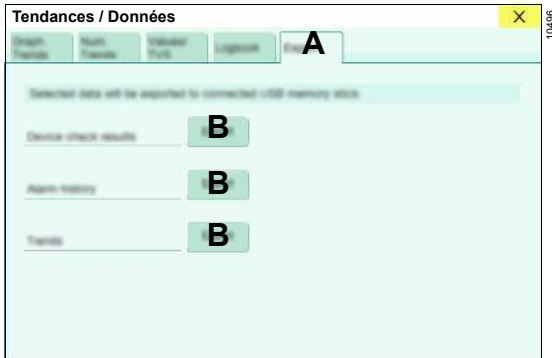 Tendances / Données X
10496
Graph. Num. Values/ Logbook A
Trends Trends TVS
Selected data will be exported to connected USB memory stick.
Device check results B
Alarm history B
Trends B